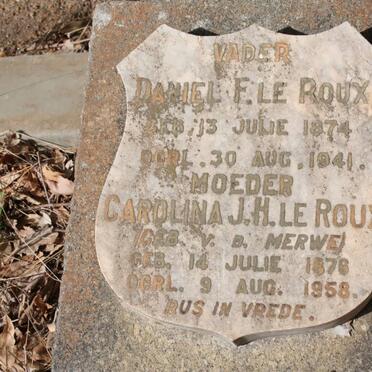 VADER
DANIEL F. LE ROUX
GEB. 13 JULIE 1874
OORL. 30 AUG. 1941.
MOEDER
CAROLINA J. H. LE ROUX
(GEB. V. D. MERWE)
GEB. 14 JULIE 1876
OORL. 9 AUG. 1958.
RUS IN VREDE.